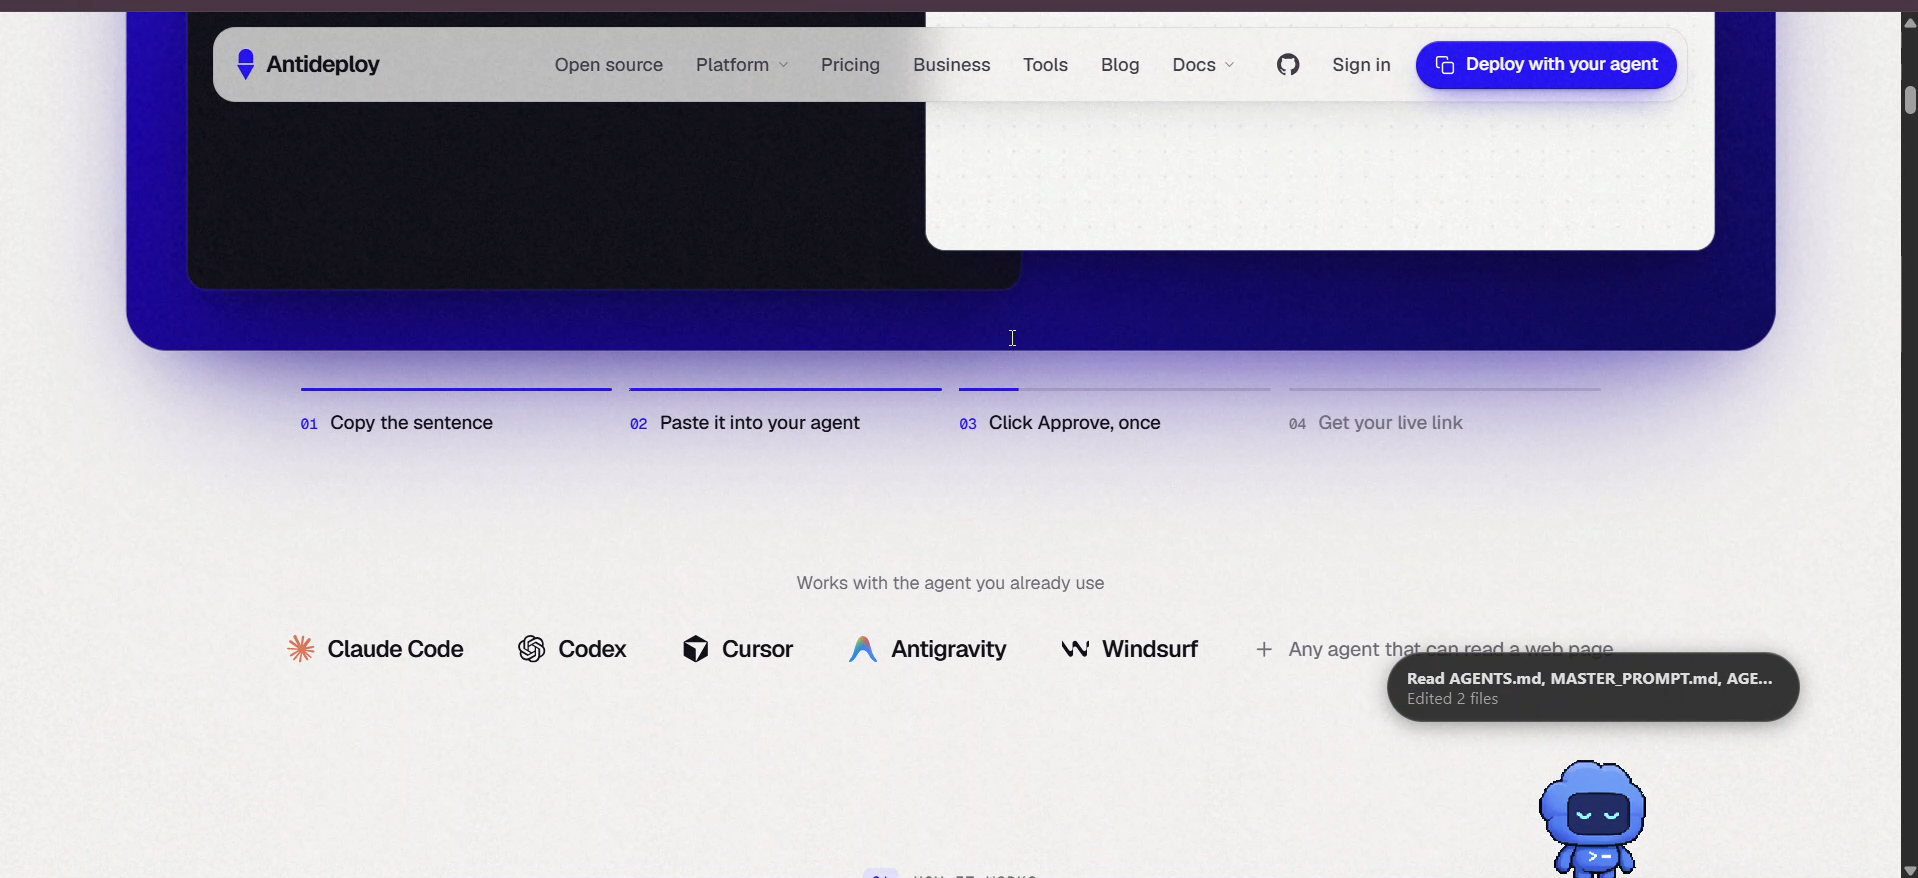 Antideploy
Open source
Platform
Pricing
Business
Tools
Blog
Docs
Sign in
Deploy with your agent
01 Copy the sentence
02 Paste it into your agent
03 Click Approve, once
04 Get your live link
Works with the agent you already use
Claude Code
Codex
Cursor
Antigravity
Windsurf
+ Any agent that can read a web page
Read AGENTS.md, MASTER_PROMPT.md, AGE...
Edited 2 files